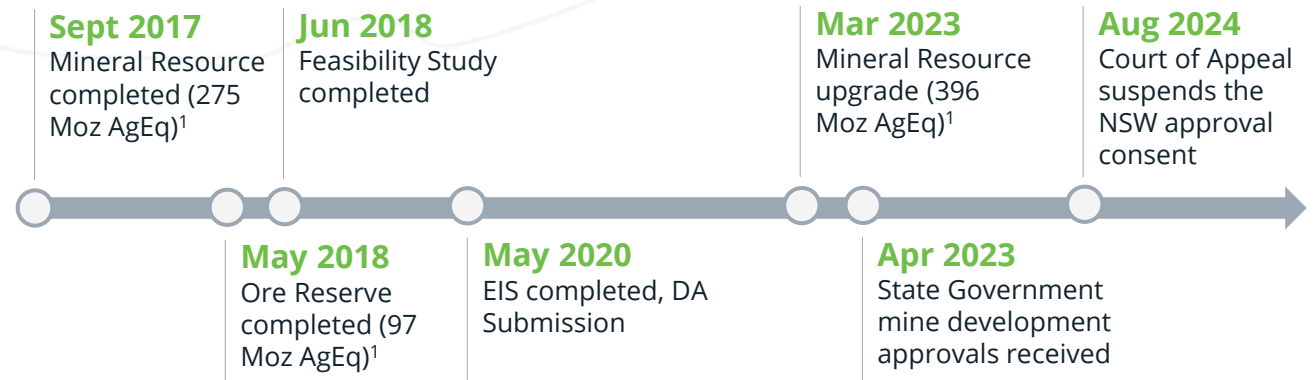 Sept 2017
Mineral Resource
completed (275
Moz AgEq)¹
Jun 2018
Feasibility Study
completed
Mar 2023
Mineral Resource
upgrade (396
Moz AgEq)¹
Aug 2024
Court of Appeal
suspends the
NSW approval
consent
May 2018
Ore Reserve
completed (97
Moz AgEq)¹
May 2020
EIS completed, DA
Submission
Apr 2023
State Government
mine development
approvals received